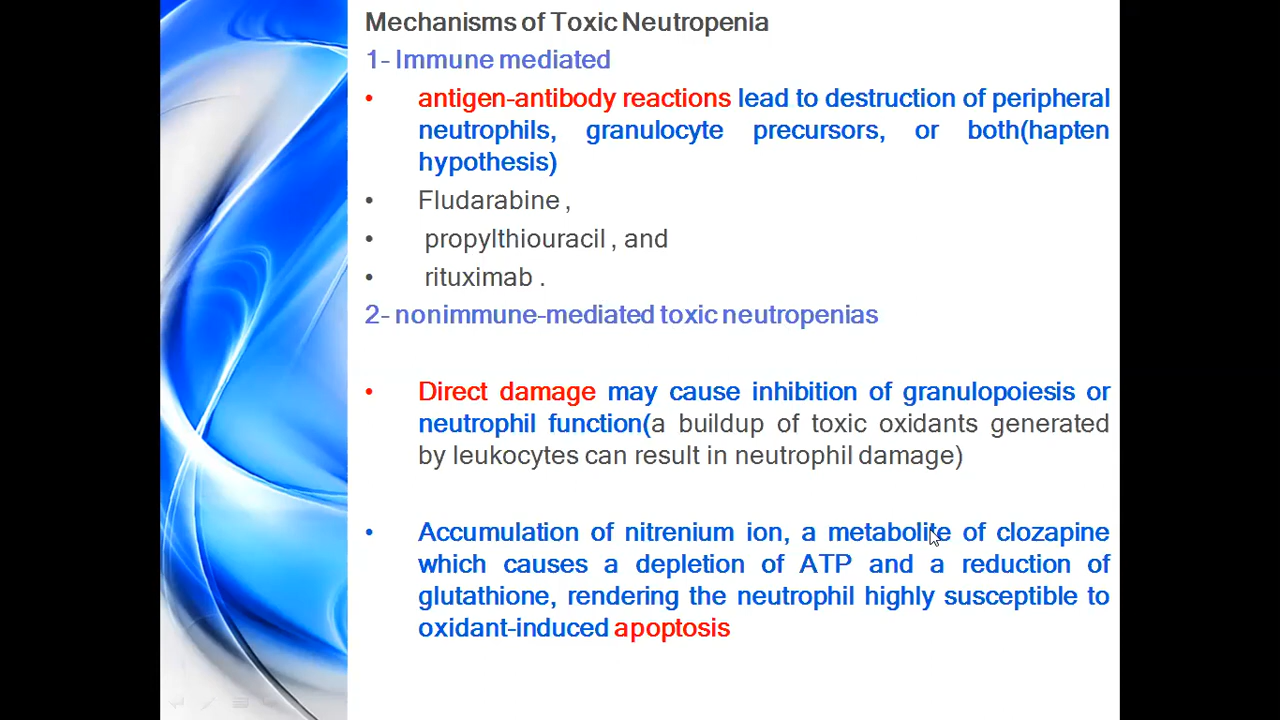 Mechanisms of Toxic Neutropenia
1- Immune mediated
• antigen-antibody reactions lead to destruction of peripheral
neutrophils, granulocyte precursors, or both(hapten
hypothesis)
• Fludarabine ,
• propylthiouracil , and
• rituximab .
2- nonimmune-mediated toxic neutropenias
• Direct damage may cause inhibition of granulopoiesis or
neutrophil function(a buildup of toxic oxidants generated
by leukocytes can result in neutrophil damage)
• Accumulation of nitrenium ion, a metabolite of clozapine
which causes a depletion of ATP and a reduction of
glutathione, rendering the neutrophil highly susceptible to
oxidant-induced apoptosis